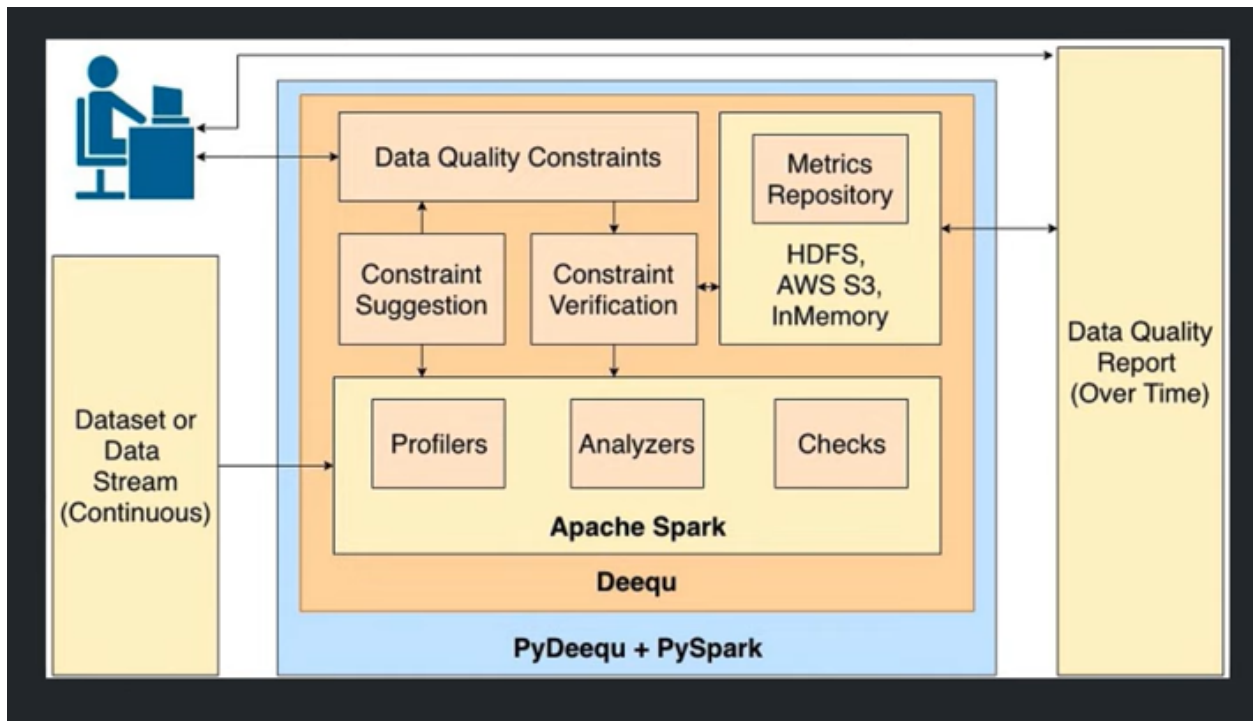 Data Quality Constraints
Metrics
Repository
HDFS,
AWS S3,
InMemory
Constraint
Suggestion
Constraint
Verification
Data Quality
Report
(Over Time)
Dataset or
Data
Stream
(Continuous)
Profilers
Analyzers
Checks
Apache Spark
Deequ
PyDeequ + PySpark